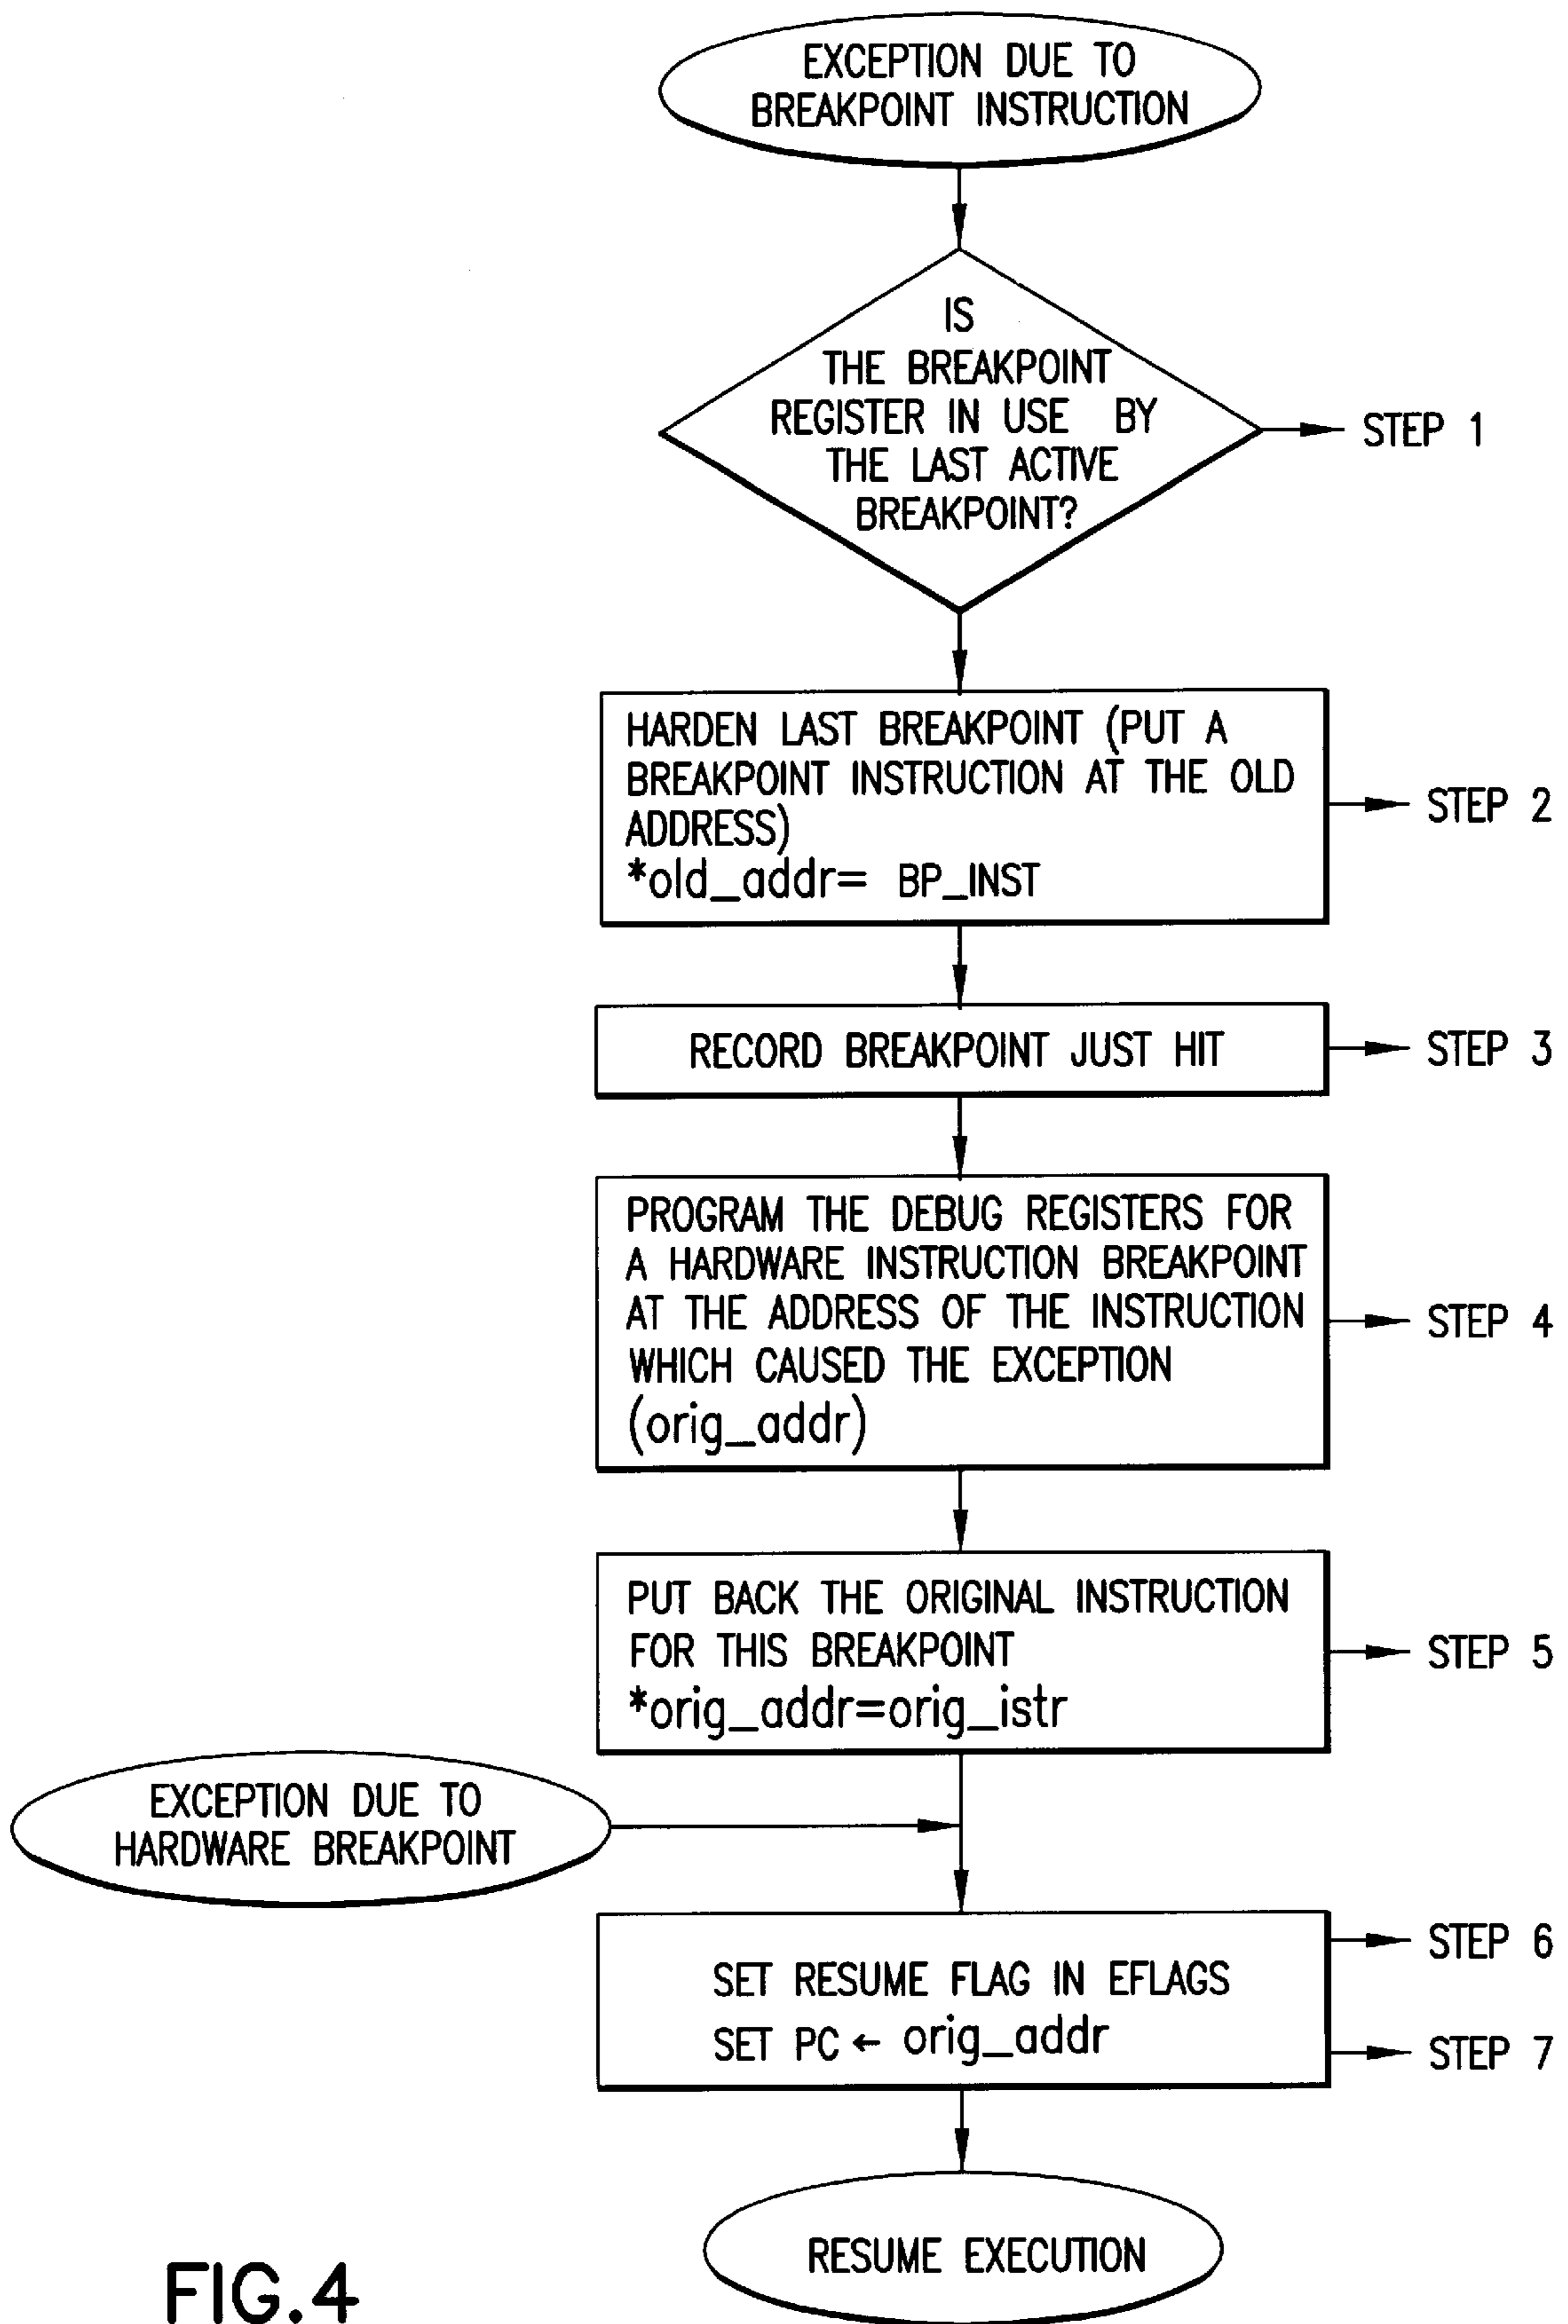 EXCEPTION DUE TO
BREAKPOINT INSTRUCTION
IS
THE BREAKPOINT
REGISTER IN USE BY
THE LAST ACTIVE
BREAKPOINT?
STEP 1
HARDEN LAST BREAKPOINT (PUT A
BREAKPOINT INSTRUCTION AT THE OLD
ADDRESS)
*old_addr= BP_INST
STEP 2
RECORD BREAKPOINT JUST HIT
STEP 3
PROGRAM THE DEBUG REGISTERS FOR
A HARDWARE INSTRUCTION BREAKPOINT
AT THE ADDRESS OF THE INSTRUCTION
WHICH CAUSED THE EXCEPTION
(orig_addr)
STEP 4
PUT BACK THE ORIGINAL INSTRUCTION
FOR THIS BREAKPOINT
*orig_addr=orig_istr
STEP 5
EXCEPTION DUE TO
HARDWARE BREAKPOINT
SET RESUME FLAG IN EFLAGS
STEP 6
SET PC ← orig_addr
STEP 7
RESUME EXECUTION
FIG.4